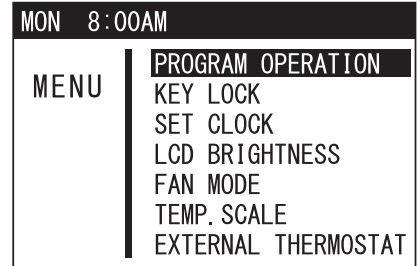 MON 8:00AM
MENU
PROGRAM OPERATION
KEY LOCK
SET CLOCK
LCD BRIGHTNESS
FAN MODE
TEMP. SCALE
EXTERNAL THERMOSTAT